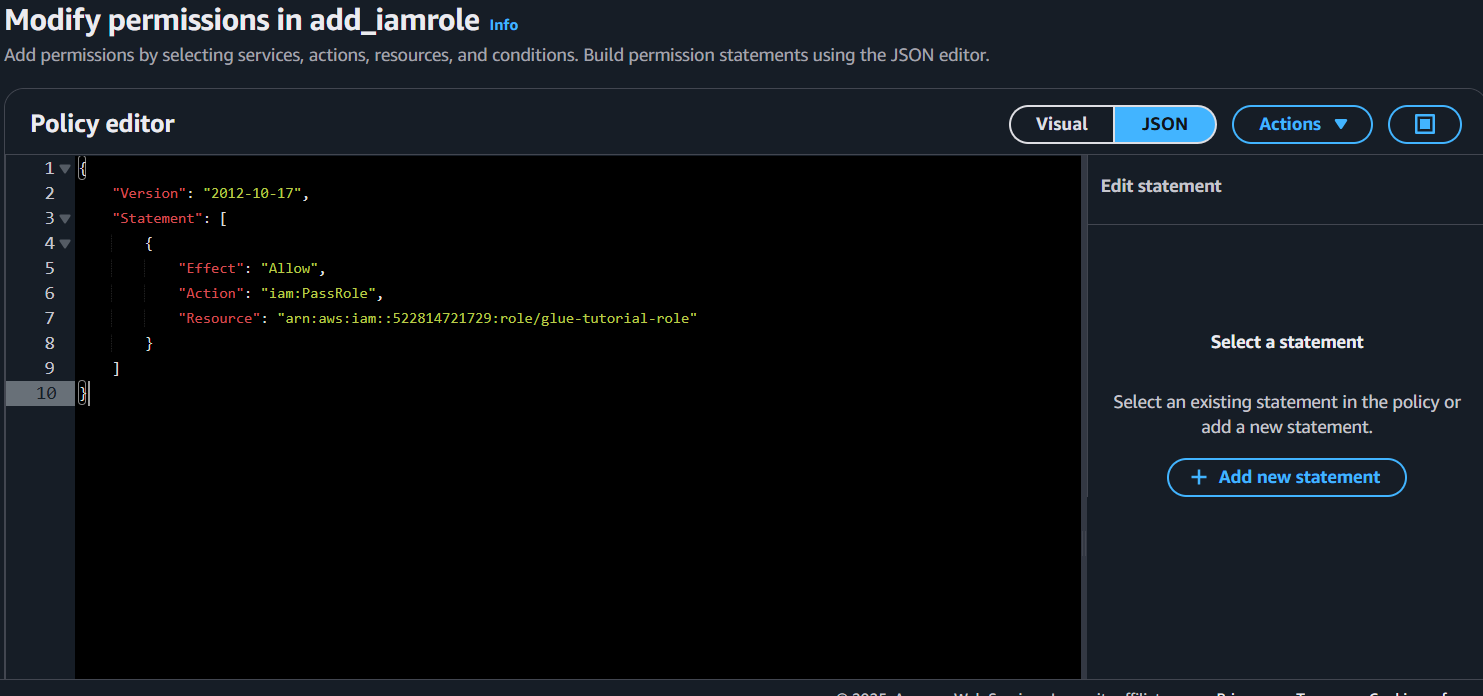 Modify permissions in add_iamrole Info
Add permissions by selecting services, actions, resources, and conditions. Build permission statements using the JSON editor.
Policy editor
Visual
JSON
Actions
1 {
2 "Version": "2012-10-17",
3 "Statement": [
4 {
5 "Effect": "Allow",
6 "Action": "iam:PassRole",
7 "Resource": "arn:aws:iam::522814721729:role/glue-tutorial-role"
8 }
9 ]
10 }
Edit statement
Select a statement
Select an existing statement in the policy or
add a new statement.
+ Add new statement